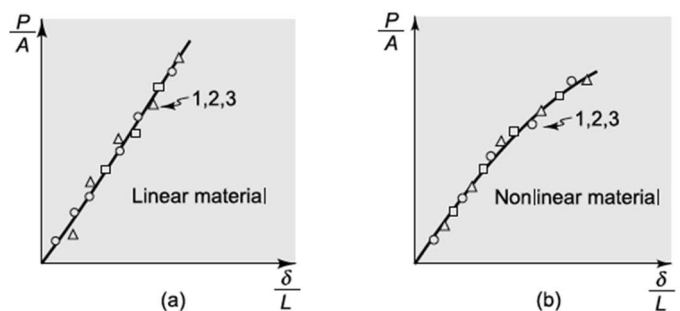 P
A
1,2,3
Linear material
δ
L
(a)
P
A
1,2,3
Nonlinear material
δ
L
(b)